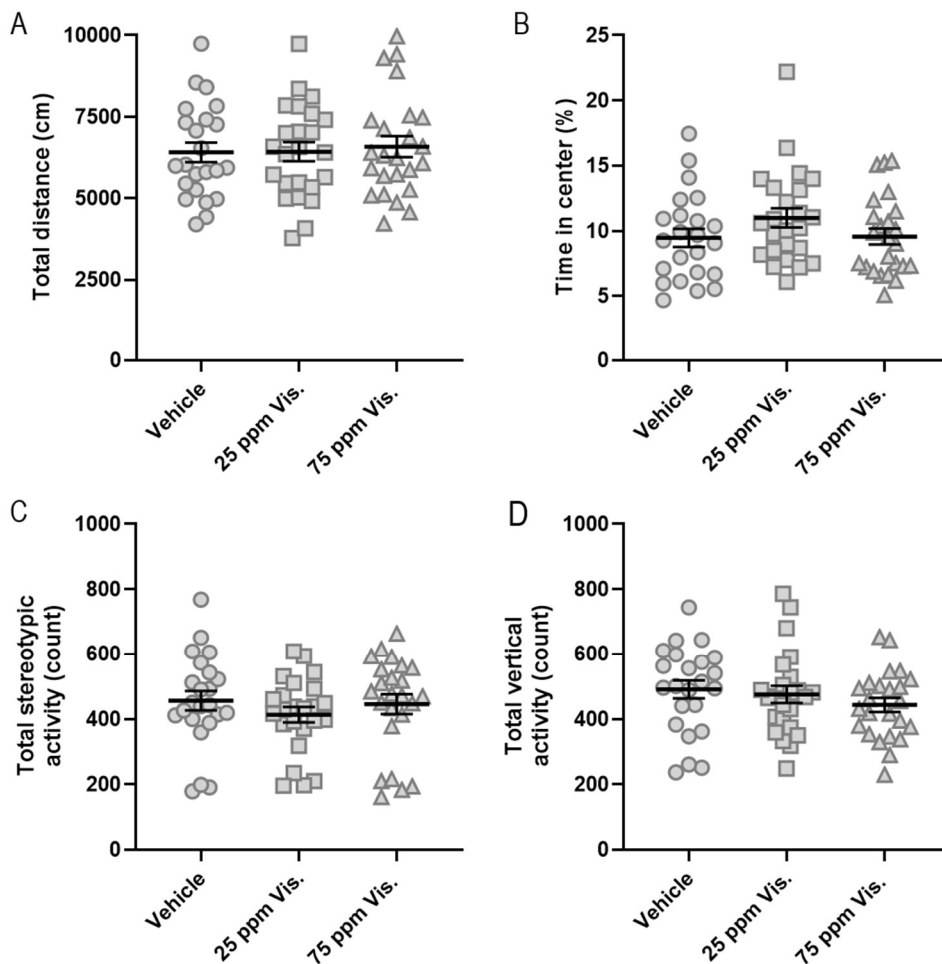 A
Total distance (cm)
10000
7500
5000
2500
0
Vehicle
25 ppm Vis.
75 ppm Vis.
B
Time in center (%)
25
20
15
10
5
0
Vehicle
25 ppm Vis.
75 ppm Vis.
C
Total stereotypic
activity (count)
1000
800
600
400
200
0
Vehicle
25 ppm Vis.
75 ppm Vis.
D
Total vertical
activity (count)
1000
800
600
400
200
0
Vehicle
25 ppm Vis.
75 ppm Vis.